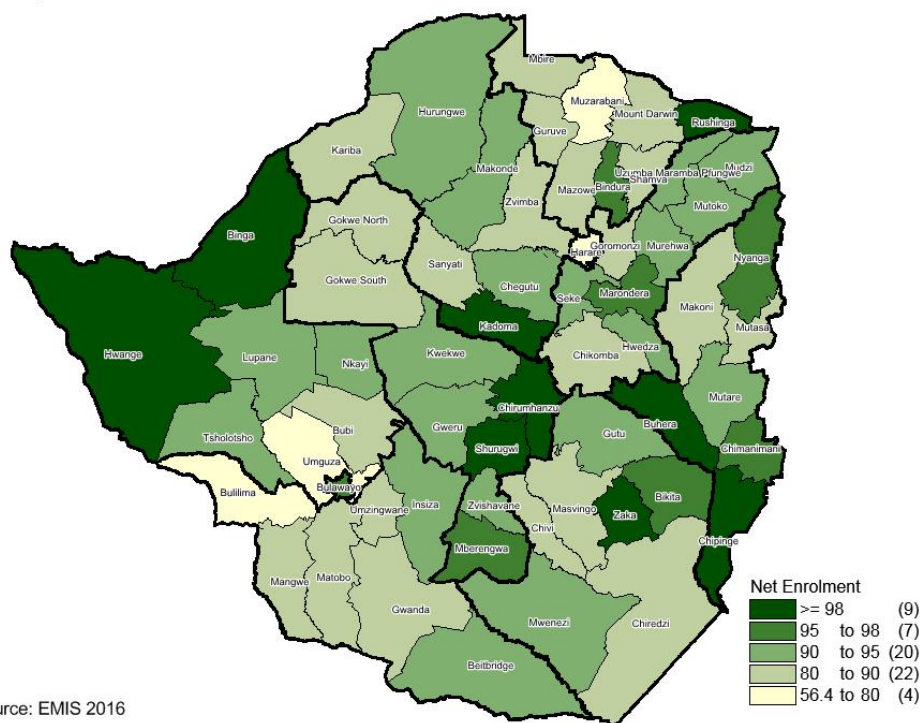 Mbire
Muzarabani
Hurungwe
Mount Darwin
Rushinga
Guruve
Kariba
Makonde
Uzumba Maramba Pfungwe
Mudzi
Shamva
Mazowe
Bindura
Zvimba
Mutoko
Gokwe North
Binga
Harare
Goromonzi
Murehwa
Nyanga
Sanyati
Gokwe South
Chegutu
Seke
Marondera
Makoni
Kadoma
Mutasa
Hwange
Kwekwe
Hwedza
Lupane
Nkayi
Chikomba
Mutare
Chirumhanzu
Gweru
Buhera
Bubi
Gutu
Tsholotsho
Shurugwi
Chimanimani
Umguza
Bulawayo
Bulilima
Insiza
Zvishavane
Bikita
Umzingwane
Masvingo
Zaka
Chivi
Chipinge
Mberengwa
Mangwe
Matobo
Gwanda
Mwenezi
Chiredzi
Beitbridge
Net Enrolment
>= 98 (9)
95 to 98 (7)
90 to 95 (20)
80 to 90 (22)
56.4 to 80 (4)
urce: EMIS 2016